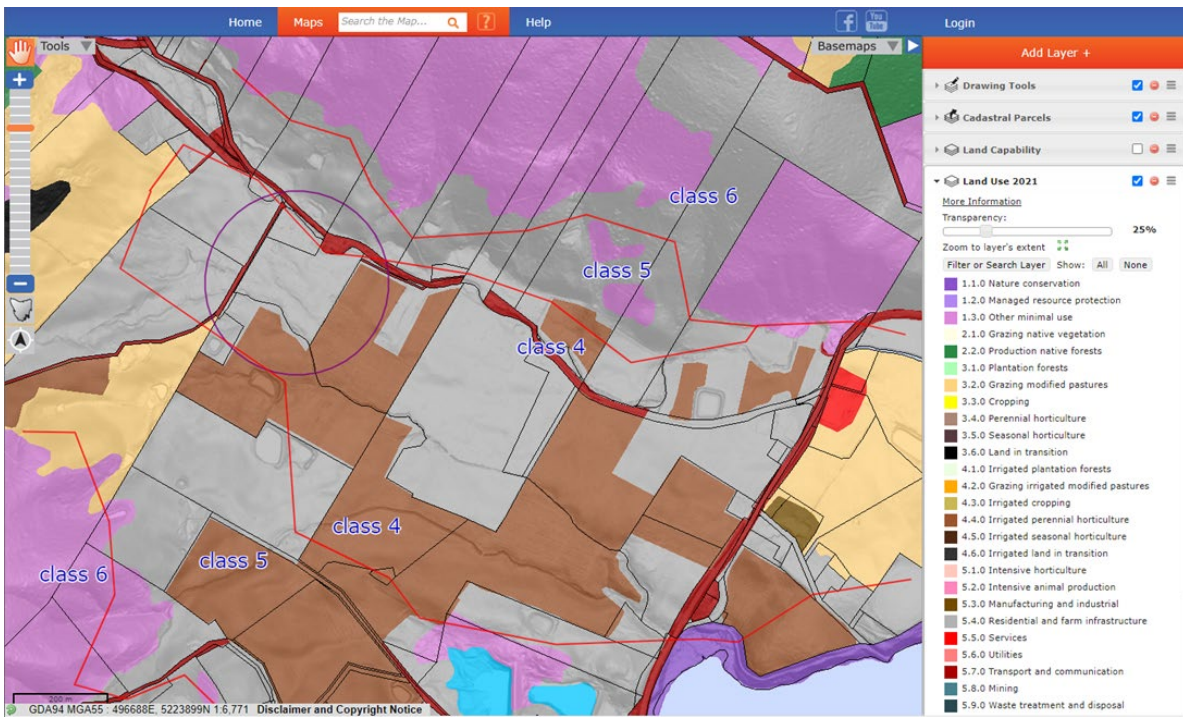 Home Maps Search the Map... ? Help f You Tube Login
Tools Basemaps
Add Layer +
Drawing Tools
Cadastral Parcels
Land Capability
Land Use 2021
More Information
Transparency:
25%
Zoom to layer's extent
Filter or Search Layer Show: All None
1.1.0 Nature conservation
1.2.0 Managed resource protection
1.3.0 Other minimal use
2.1.0 Grazing native vegetation
2.2.0 Production native forests
3.1.0 Plantation forests
3.2.0 Grazing modified pastures
3.3.0 Cropping
3.4.0 Perennial horticulture
3.5.0 Seasonal horticulture
3.6.0 Land in transition
4.1.0 Irrigated plantation forests
4.2.0 Grazing irrigated modified pastures
4.3.0 Irrigated cropping
4.4.0 Irrigated perennial horticulture
4.5.0 Irrigated seasonal horticulture
4.6.0 Irrigated land in transition
5.1.0 Intensive horticulture
5.2.0 Intensive animal production
5.3.0 Manufacturing and industrial
5.4.0 Residential and farm infrastructure
5.5.0 Services
5.6.0 Utilities
5.7.0 Transport and communication
5.8.0 Mining
5.9.0 Waste treatment and disposal
class 6
class 5
class 4
class 4
class 5
class 6
200 m
GDA94 MGA55 : 496688E, 5223899N 1:6,771 Disclaimer and Copyright Notice